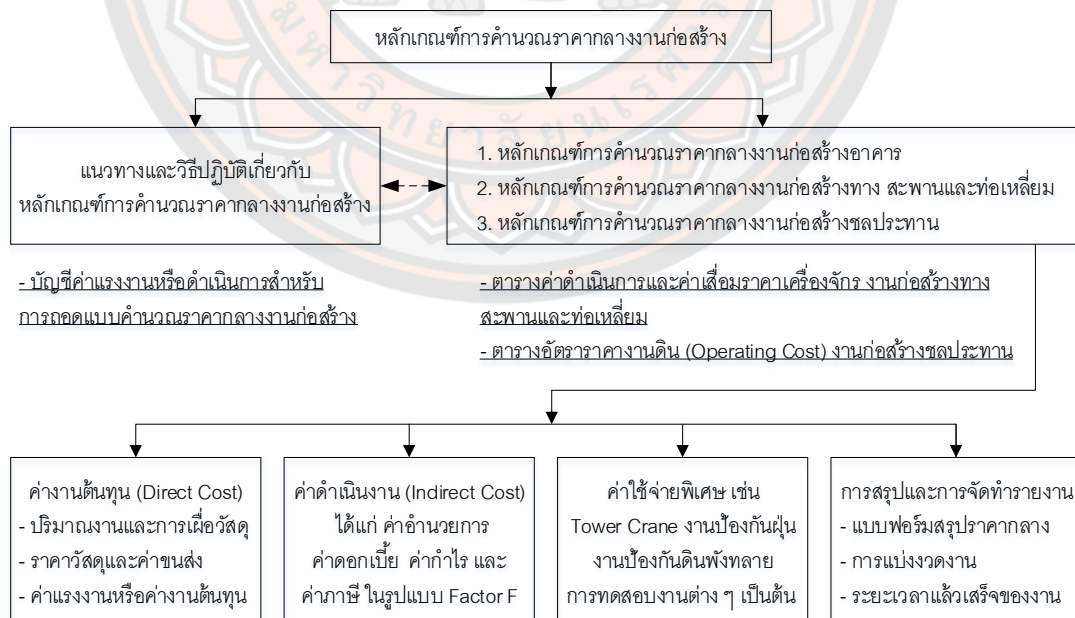 หลักเกณฑ์การคำนวณราคากลางงานก่อสร้าง
มหาวิทยาลัยนเรศวร
แนวทางและวิธีปฏิบัติเกี่ยวกับ
หลักเกณฑ์การคำนวณราคากลางงานก่อสร้าง
1. หลักเกณฑ์การคำนวณราคากลางงานก่อสร้างอาคาร
2. หลักเกณฑ์การคำนวณราคากลางงานก่อสร้างทาง สะพานและท่อเหลี่ยม
3. หลักเกณฑ์การคำนวณราคากลางงานก่อสร้างชลประทาน
- บัญชีค่าแรงงานหรือดำเนินการสำหรับ
การถอดแบบคำนวณราคากลางงานก่อสร้าง
- ตารางค่าดำเนินการและค่าเสื่อมราคาเครื่องจักร งานก่อสร้างทาง
สะพานและท่อเหลี่ยม
- ตารางอัตราราคางานดิน (Operating Cost) งานก่อสร้างชลประทาน
ค่างานต้นทุน (Direct Cost)
- ปริมาณงานและการเผื่อวัสดุ
- ราคาวัสดุและค่าขนส่ง
- ค่าแรงงานหรือค่างานต้นทุน
ค่าดำเนินงาน (Indirect Cost)
ได้แก่ ค่าอำนวยการ
ค่าดอกเบี้ย ค่ากำไร และ
ค่าภาษี ในรูปแบบ Factor F
ค่าใช้จ่ายพิเศษ เช่น
Tower Crane งานป้องกันฝุ่น
งานป้องกันดินพังทลาย
การทดสอบงานต่าง ๆ เป็นต้น
การสรุปและการจัดทำรายงาน
- แบบฟอร์มสรุปราคากลาง
- การแบ่งงวดงาน
- ระยะเวลาแล้วเสร็จของงาน